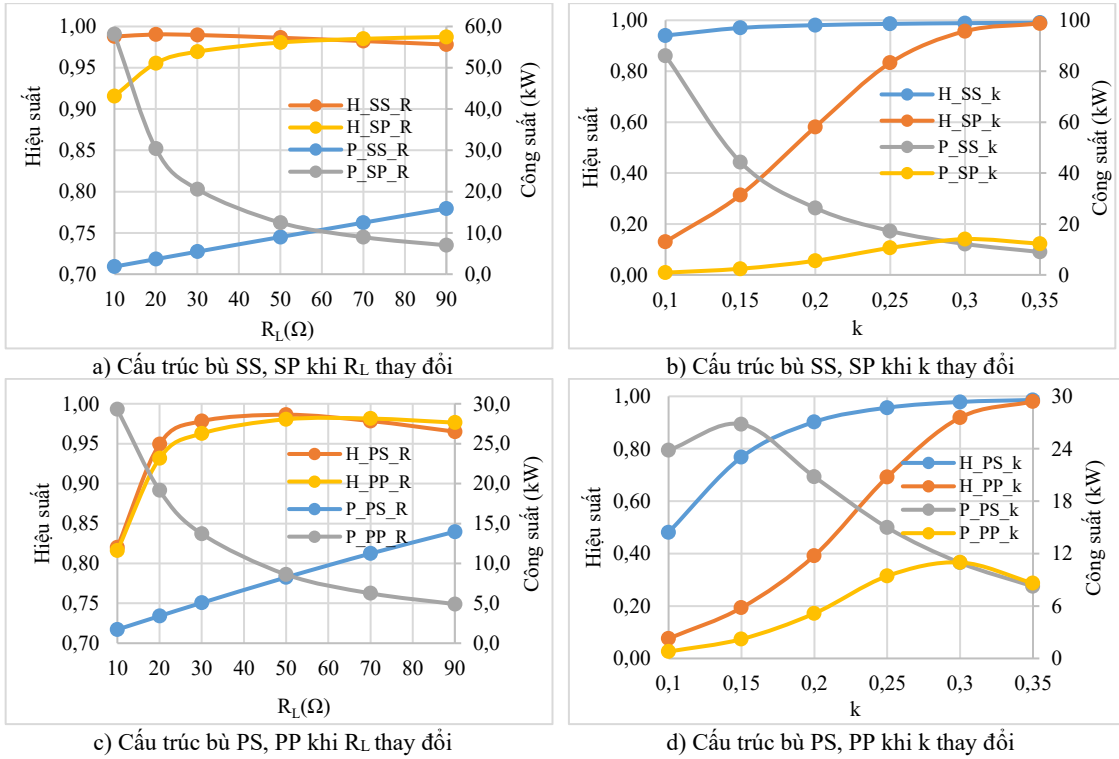 1,00
0,95
0,90
0,85
0,80
0,75
0,70
Hiệu suất
60,0
50,0
40,0
30,0
20,0
10,0
0,0
Công suất (kW)
H_SS_R
H_SP_R
P_SS_R
P_SP_R
10 20 30 40 50 60 70 80 90
R_L(Ω)
a) Cấu trúc bù SS, SP khi R_L thay đổi
1,00
0,80
0,60
0,40
0,20
0,00
Hiệu suất
100
80
60
40
20
0
Công suất (kW)
H_SS_k
H_SP_k
P_SS_k
P_SP_k
0,1 0,15 0,2 0,25 0,3 0,35
k
b) Cấu trúc bù SS, SP khi k thay đổi
1,00
0,95
0,90
0,85
0,80
0,75
0,70
Hiệu suất
30,0
25,0
20,0
15,0
10,0
5,0
0,0
Công suất (kW)
H_PS_R
H_PP_R
P_PS_R
P_PP_R
10 20 30 40 50 60 70 80 90
R_L(Ω)
c) Cấu trúc bù PS, PP khi R_L thay đổi
1,00
0,80
0,60
0,40
0,20
0,00
Hiệu suất
30
24
18
12
6
0
Công suất (kW)
H_PS_k
H_PP_k
P_PS_k
P_PP_k
0,1 0,15 0,2 0,25 0,3 0,35
k
d) Cấu trúc bù PS, PP khi k thay đổi